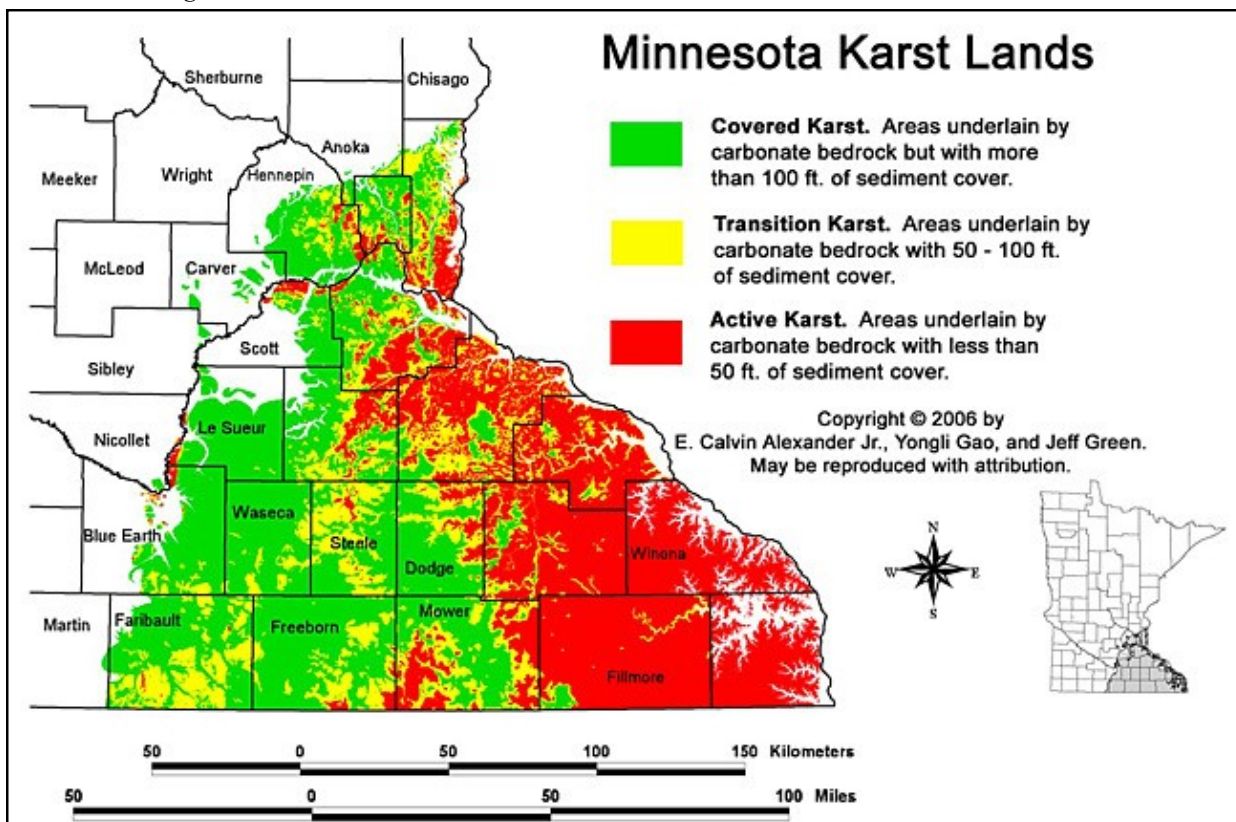 Minnesota Karst Lands
Covered Karst. Areas underlain by
carbonate bedrock but with more
than 100 ft. of sediment cover.
Transition Karst. Areas underlain by
carbonate bedrock with 50 - 100 ft.
of sediment cover.
Active Karst. Areas underlain by
carbonate bedrock with less than
50 ft. of sediment cover.
Copyright © 2006 by
E. Calvin Alexander Jr., Yongli Gao, and Jeff Green.
May be reproduced with attribution.
N
W E
S
Sherburne
Chisago
Anoka
Wright
Hennepin
Meeker
McLeod
Carver
Scott
Sibley
Nicollet
Le Sueur
Waseca
Blue Earth
Steele
Dodge
Winona
Mower
Martin
Faribault
Freeborn
Fillmore
50 0 50 100 150 Kilometers
50 0 50 100 Miles